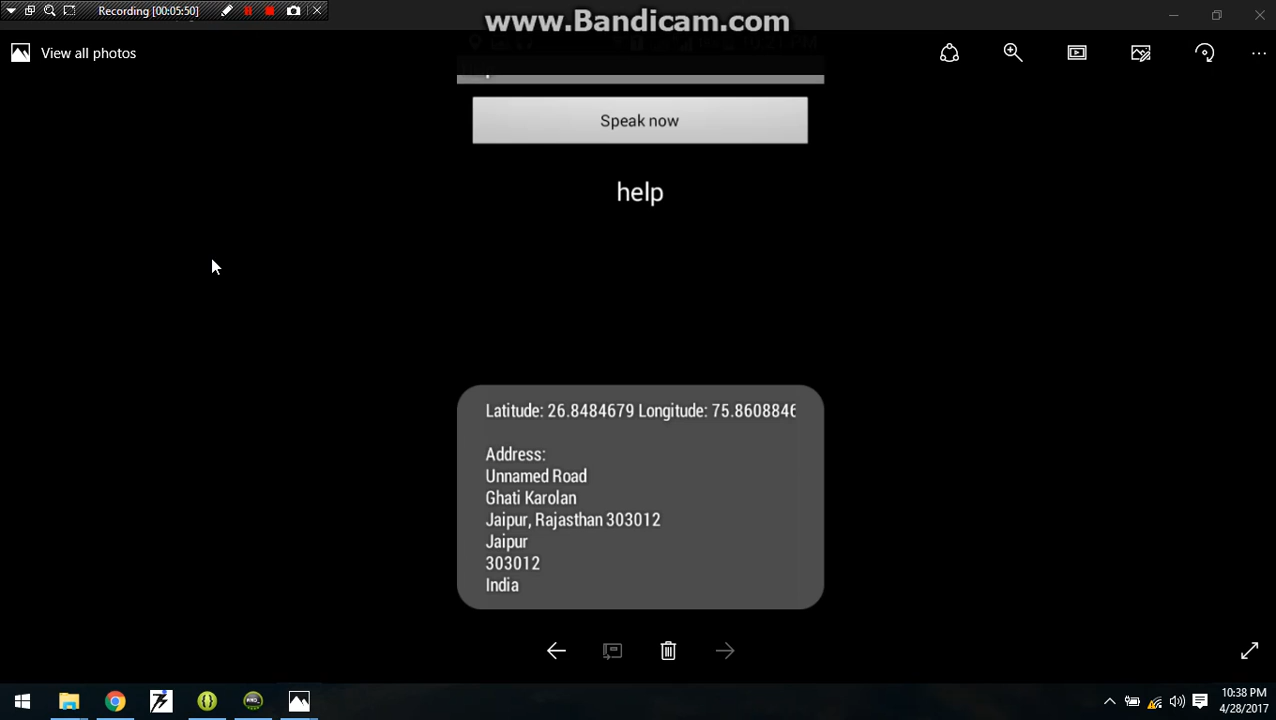 Recording [00:05:50]
www.Bandicam.com
View all photos
Speak now
help
Latitude: 26.8484679 Longitude: 75.8608846
Address:
Unnamed Road
Ghati Karolan
Jaipur, Rajasthan 303012
Jaipur
303012
India
10:38 PM
4/28/2017